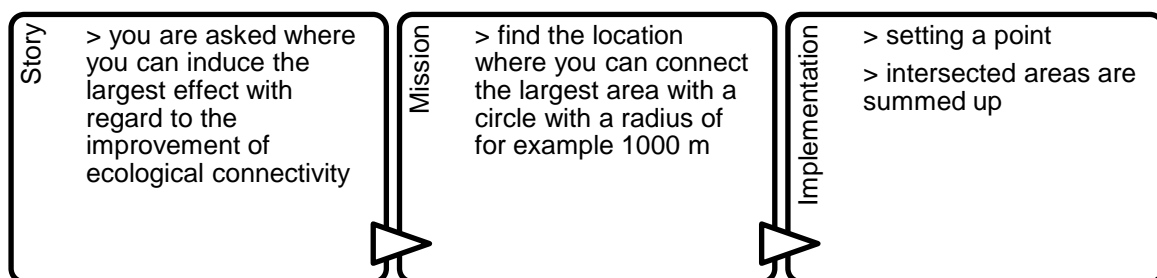 Story
> you are asked where
you can induce the
largest effect with
regard to the
improvement of
ecological connectivity
Mission
> find the location
where you can connect
the largest area with a
circle with a radius of
for example 1000 m
Implementation
> setting a point
> intersected areas are
summed up